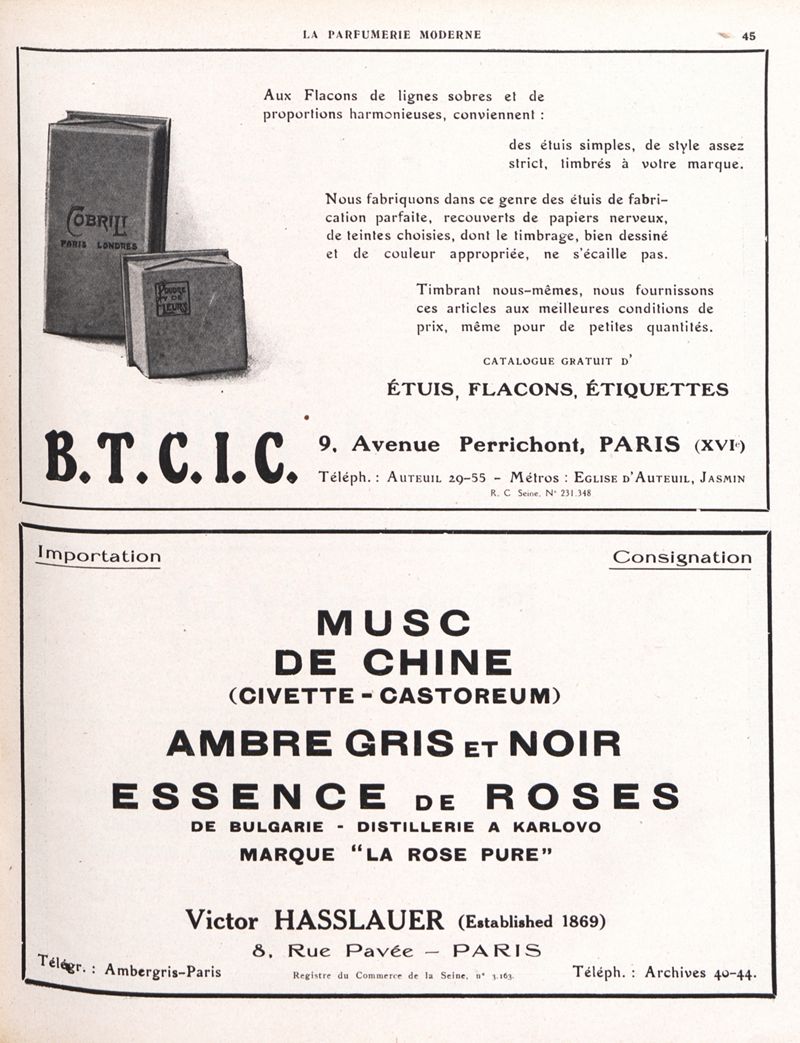 LA PARFUMERIE MODERNE
45
Aux Flacons de lignes sobres et de
proportions harmonieuses, conviennent :
des étuis simples, de style assez
strict, timbrés à votre marque.
Nous fabriquons dans ce genre des étuis de fabri-
cation parfaite, recouverts de papiers nerveux,
de teintes choisies, dont le timbrage, bien dessiné
et de couleur appropriée, ne s'écaille pas.
Timbrant nous-mêmes, nous fournissons
ces articles aux meilleures conditions de
prix, même pour de petites quantités.
COBRILI
PARIS LONDRES
POUDRE
AV DE
FLEURS
CATALOGUE GRATUIT D'
ÉTUIS, FLACONS, ÉTIQUETTES
B.T.C.I.C.
9, Avenue Perrichont, PARIS (XVIe)
Téléph. : AUTEUIL 29-55 - Métros : EGLISE D'AUTEUIL, JASMIN
R. C Seine. N° 231.348
Importation
Consignation
MUSC
DE CHINE
(CIVETTE - CASTOREUM)
AMBRE GRIS ET NOIR
ESSENCE DE ROSES
DE BULGARIE - DISTILLERIE A KARLOVO
MARQUE "LA ROSE PURE"
Victor HASSLAUER (Established 1869)
8, Rue Pavée — PARIS
Télégr. : Ambergris-Paris
Registre du Commerce de la Seine, n° 3.163.
Téléph. : Archives 40-44.